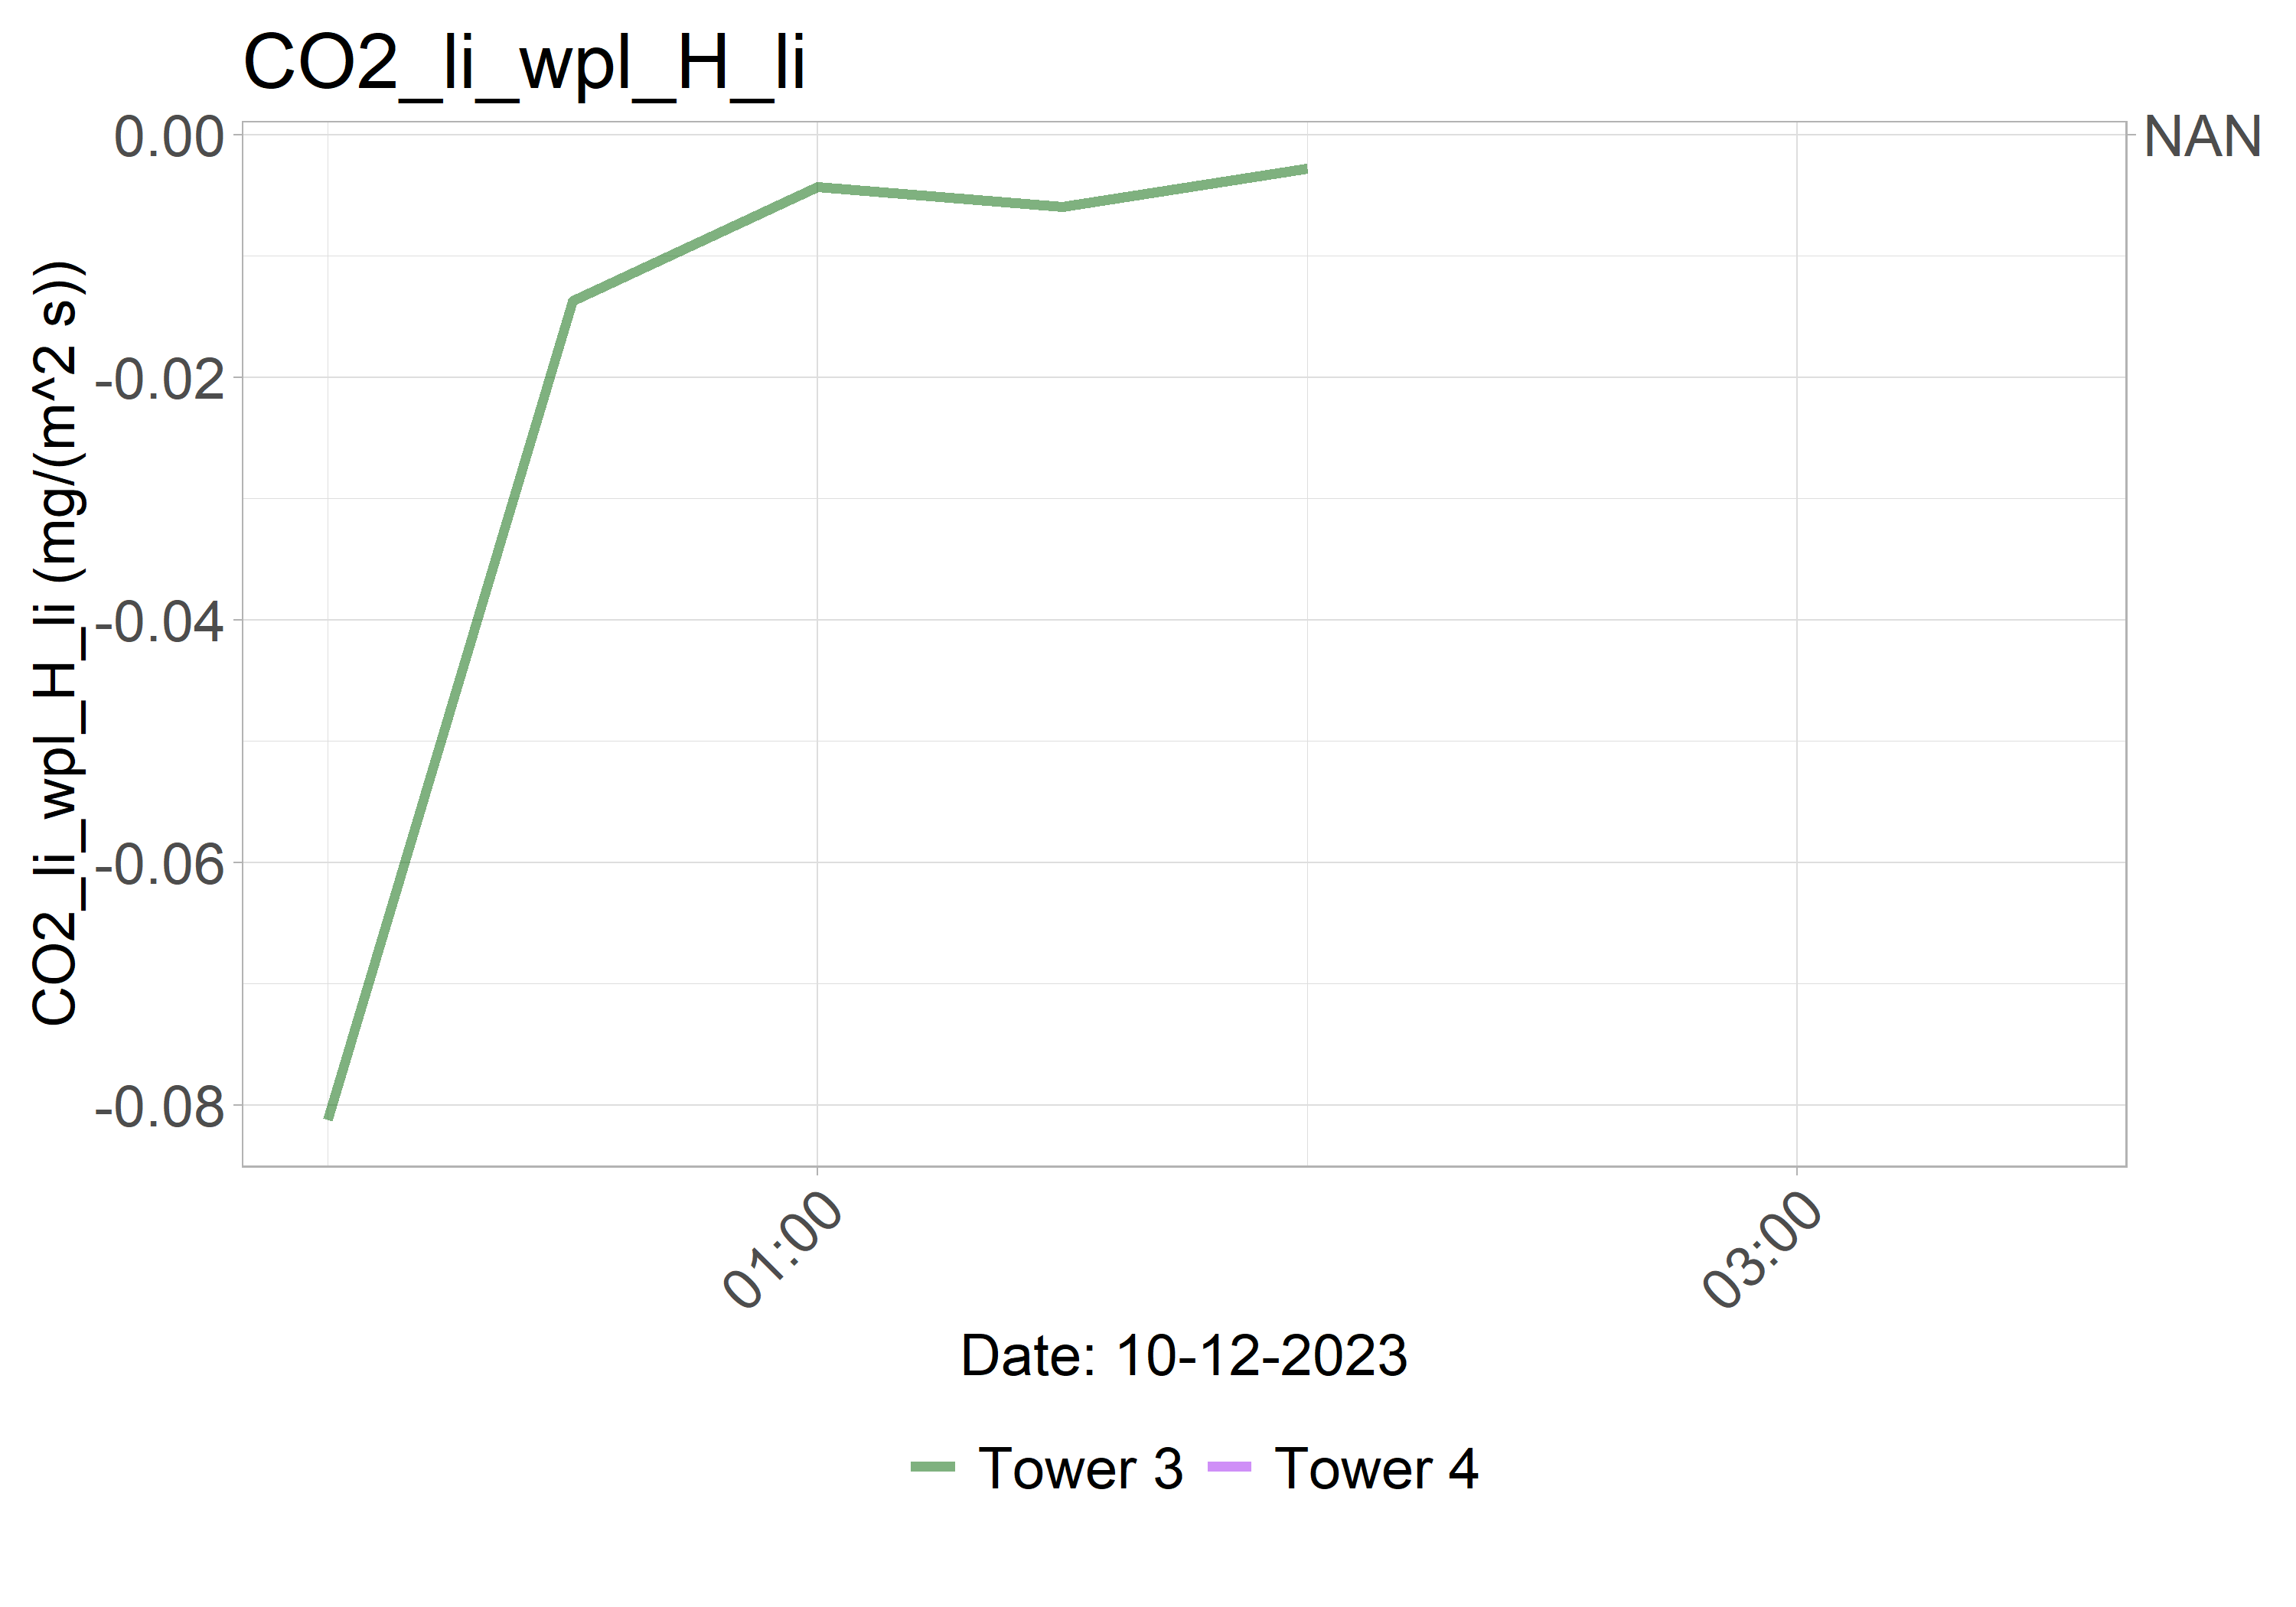 CO2_li_wpl_H_li
0.00
NAN
-0.02
-0.04
-0.06
-0.08
CO2_li_wpl_H_li (mg/(m^2 s))
01:00
03:00
Date: 10-12-2023
Tower 3 Tower 4